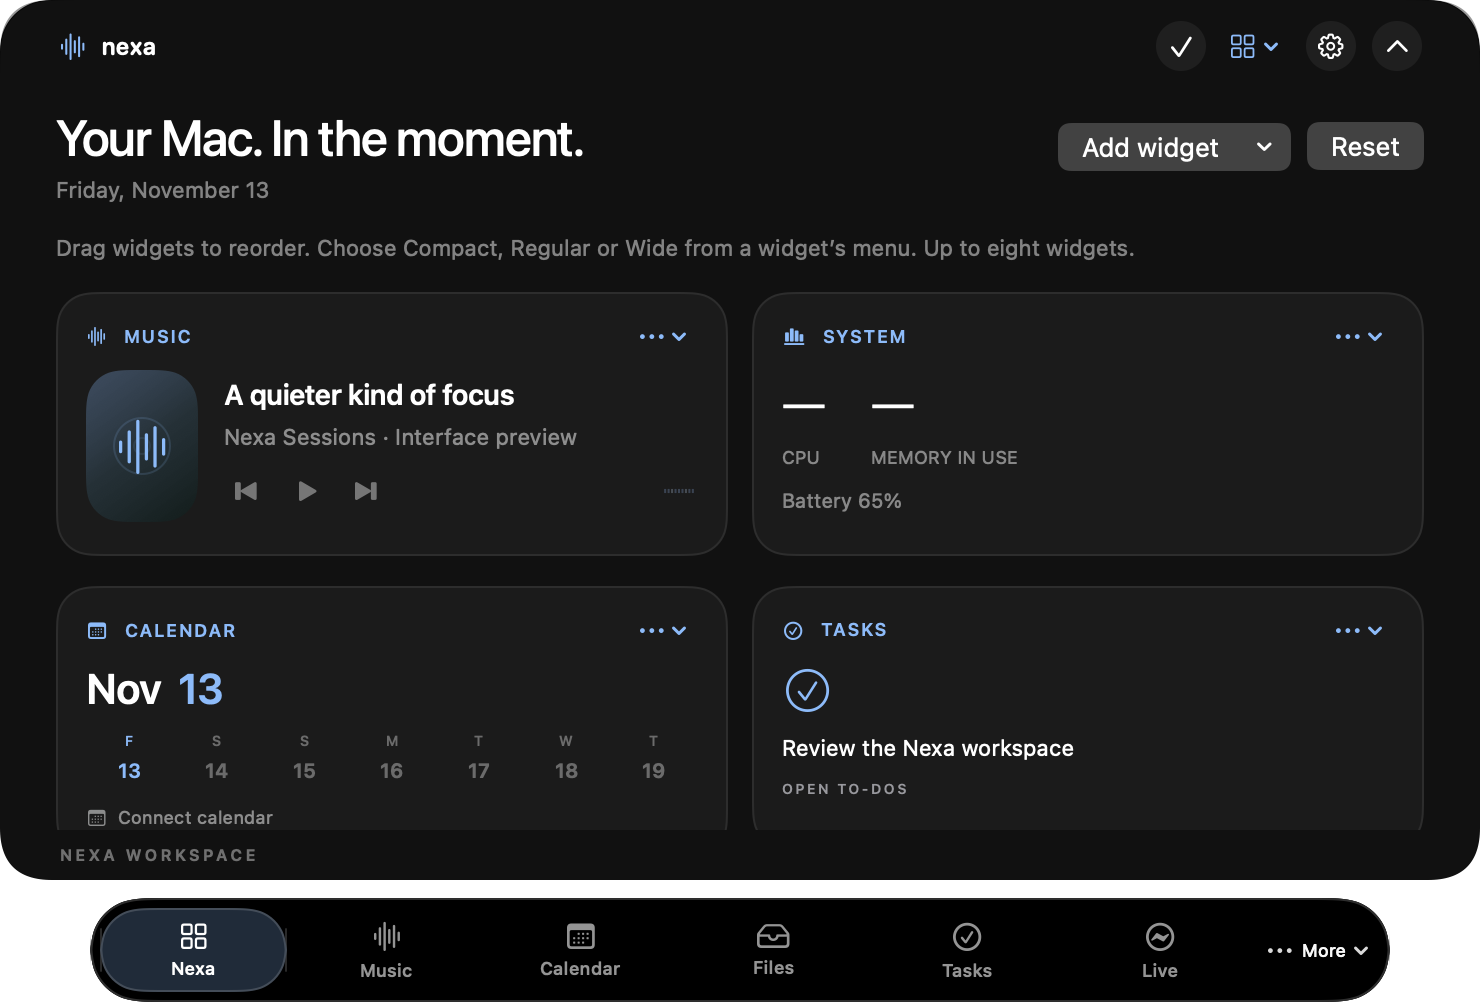 nexa
Your Mac. In the moment.
Add widget
Reset
Friday, November 13
Drag widgets to reorder. Choose Compact, Regular or Wide from a widget’s menu. Up to eight widgets.
MUSIC
A quieter kind of focus
Nexa Sessions · Interface preview
SYSTEM
— —
CPU MEMORY IN USE
Battery 65%
CALENDAR
Nov 13
F S S M T W T
13 14 15 16 17 18 19
Connect calendar
TASKS
Review the Nexa workspace
OPEN TO-DOS
NEXA WORKSPACE
Nexa Music Calendar Files Tasks Live ••• More